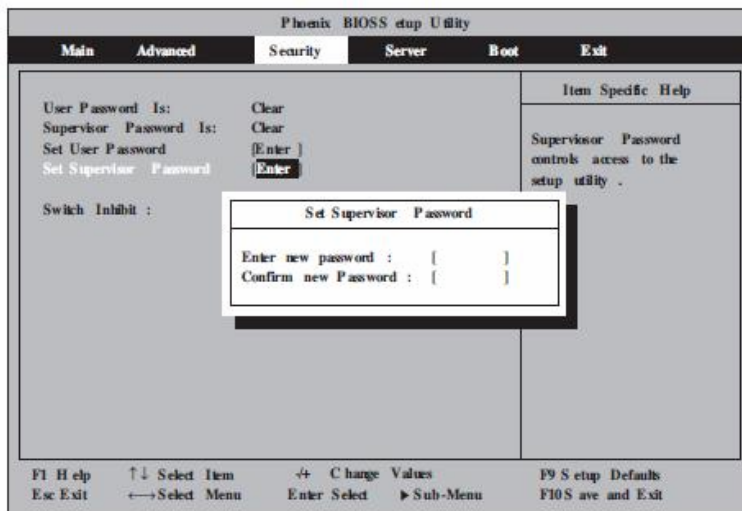 Phoenix BIOSS etup Utility
Main Advanced Security Server Boot Exit
Item Specific Help
User Password Is: Clear
Supervisor Password Is: Clear
Set User Password [Enter ]
Set Supervisor Password [Enter ]
Switch Inhibit :
Superviosor Password
controls access to the
setup utility .
Set Supervisor Password
Enter new password : [ ]
Confirm new Password : [ ]
F1 Help ↑↓ Select Item -/+ Change Values F9 Setup Defaults
Esc Exit ←→ Select Menu Enter Select ▶ Sub-Menu F10 Save and Exit